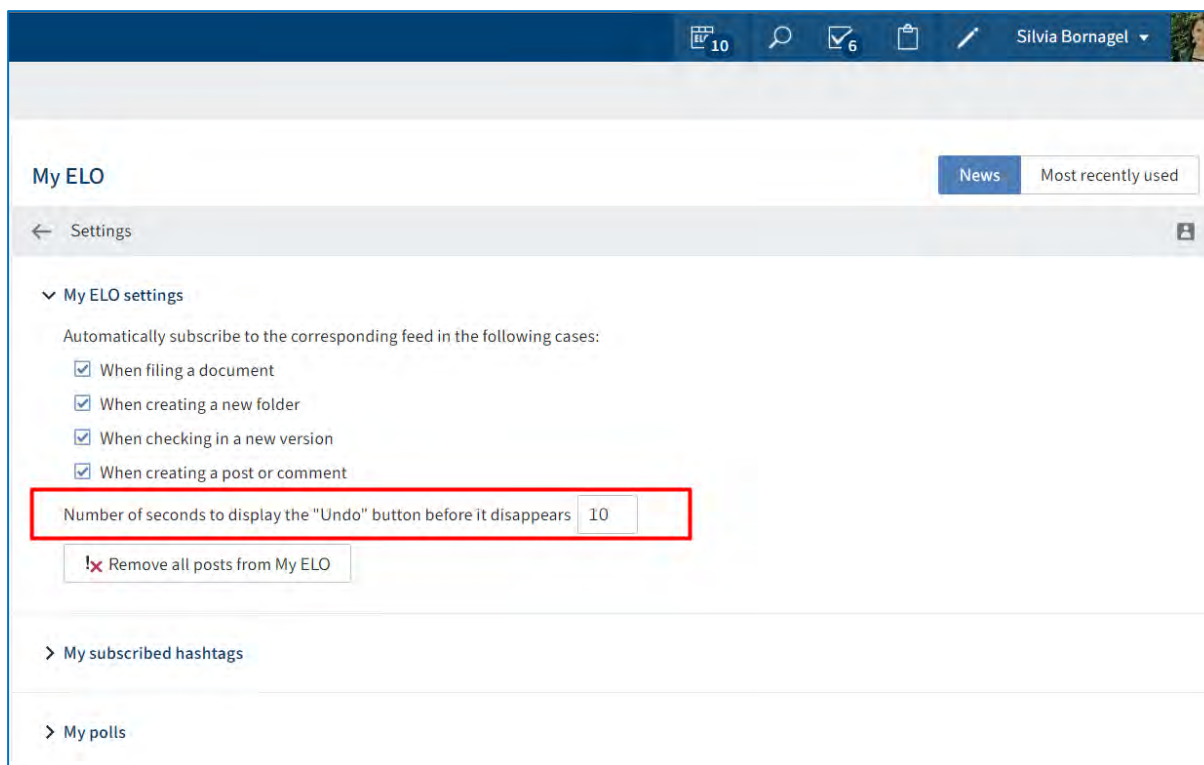 10 6 Silvia Bornagel
My ELO News Most recently used
Settings
My ELO settings
Automatically subscribe to the corresponding feed in the following cases:
When filing a document
When creating a new folder
When checking in a new version
When creating a post or comment
Number of seconds to display the "Undo" button before it disappears 10
Remove all posts from My ELO
My subscribed hashtags
My polls